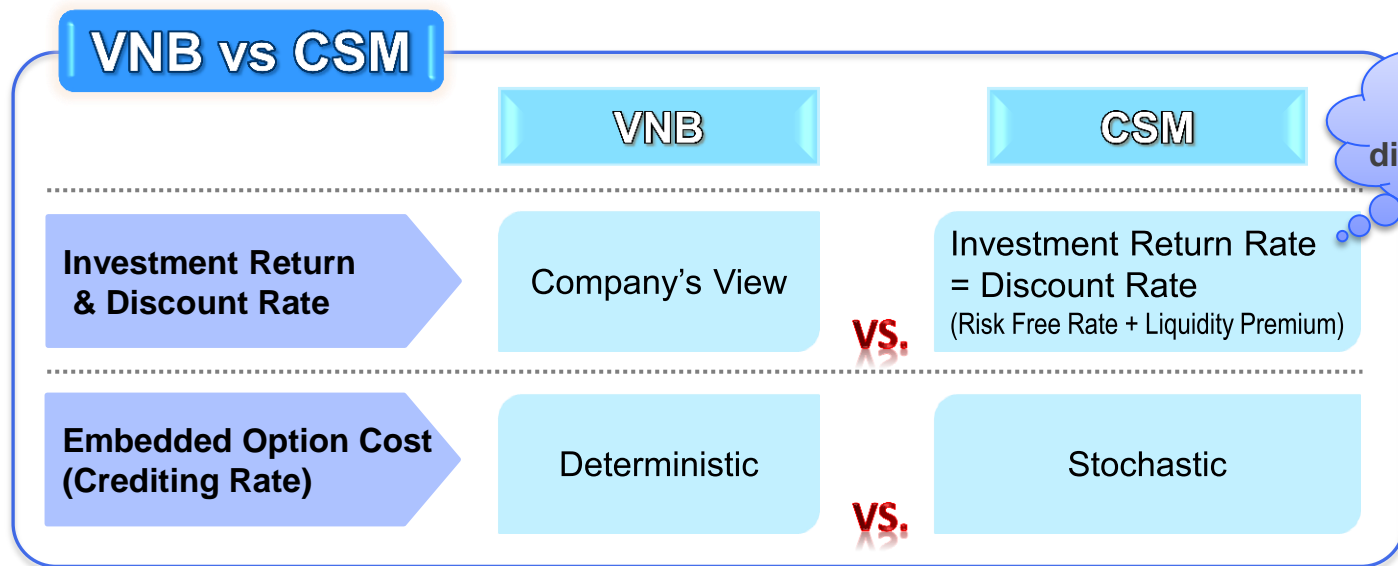 VNB vs CSM
VNB
CSM
Investment Return
& Discount Rate
Company’s View
VS.
Investment Return Rate
= Discount Rate
(Risk Free Rate + Liquidity Premium)
Embedded Option Cost
(Crediting Rate)
Deterministic
VS.
Stochastic